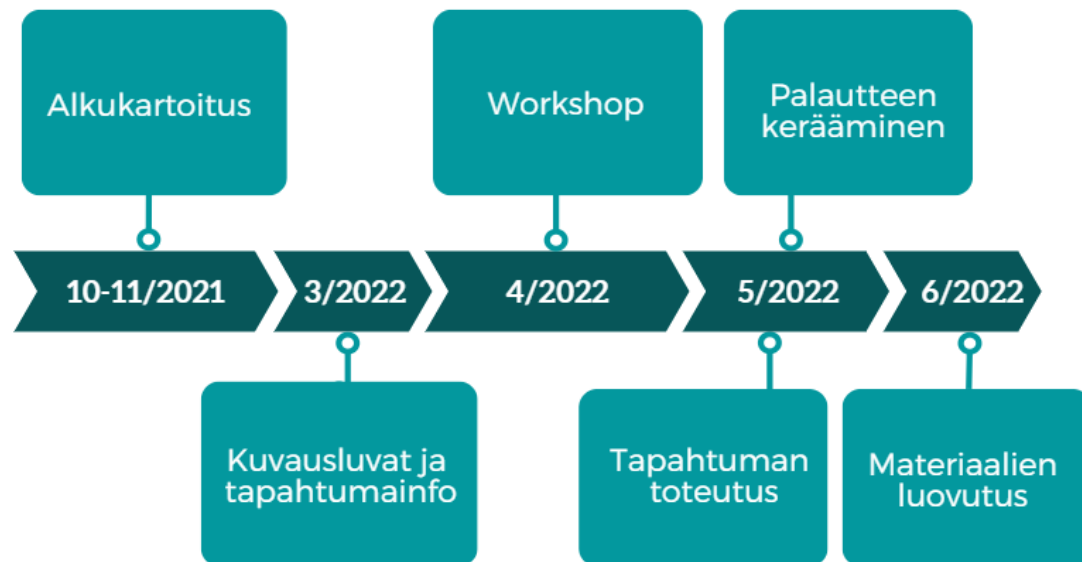 Alkukartoitus
Workshop
Palautteen
kerääminen
10-11/2021
3/2022
4/2022
5/2022
6/2022
Kuvausluvat ja
tapahtumainfo
Tapahtuman
toteutus
Materiaalien
luovutus